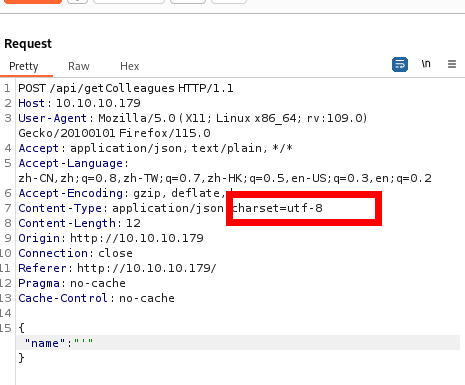 Request
Pretty Raw Hex \n
1 POST /api/getColleagues HTTP/1.1
2 Host: 10.10.10.179
3 User-Agent: Mozilla/5.0 (X11; Linux x86_64; rv:109.0)
Gecko/20100101 Firefox/115.0
4 Accept: application/json, text/plain, */*
5 Accept-Language:
zh-CN,zh;q=0.8,zh-TW;q=0.7,zh-HK;q=0.5,en-US;q=0.3,en;q=0.2
6 Accept-Encoding: gzip, deflate,
7 Content-Type: application/json charset=utf-8
8 Content-Length: 12
9 Origin: http://10.10.10.179
10 Connection: close
11 Referer: http://10.10.10.179/
12 Pragma: no-cache
13 Cache-Control: no-cache
14
15 {
"name":"'"
}